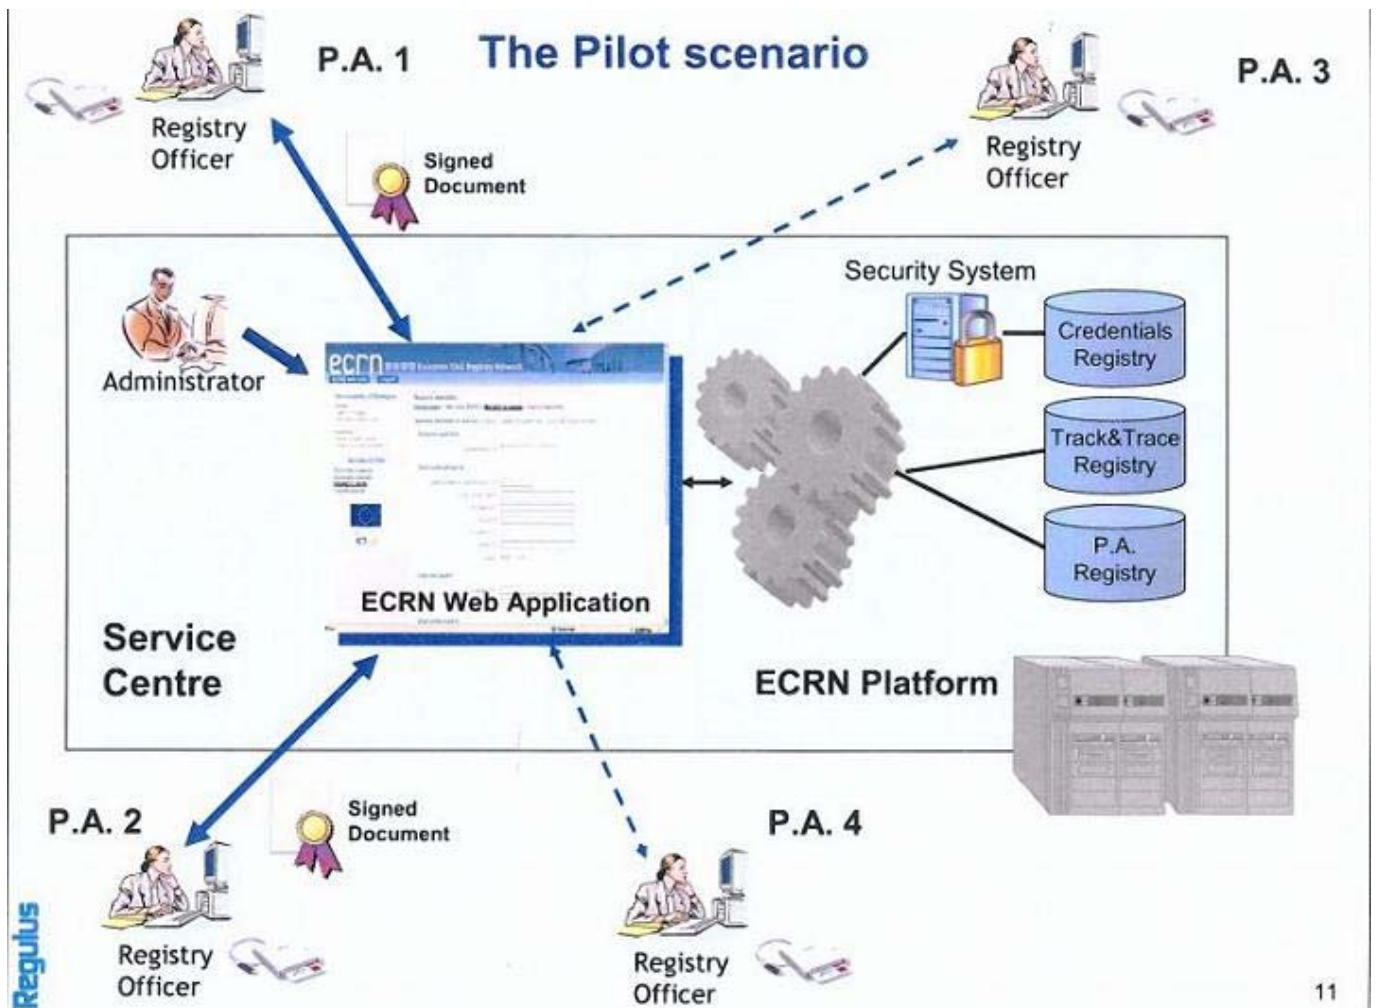 The Pilot scenario
P.A. 1
Registry
Officer
Signed
Document
P.A. 3
Registry
Officer
Administrator
Security System
Credentials
Registry
Track&Trace
Registry
P.A.
Registry
ecrn
ECRN Web Application
Service
Centre
ECRN Platform
P.A. 2
Registry
Officer
Signed
Document
P.A. 4
Registry
Officer
Regulus
11